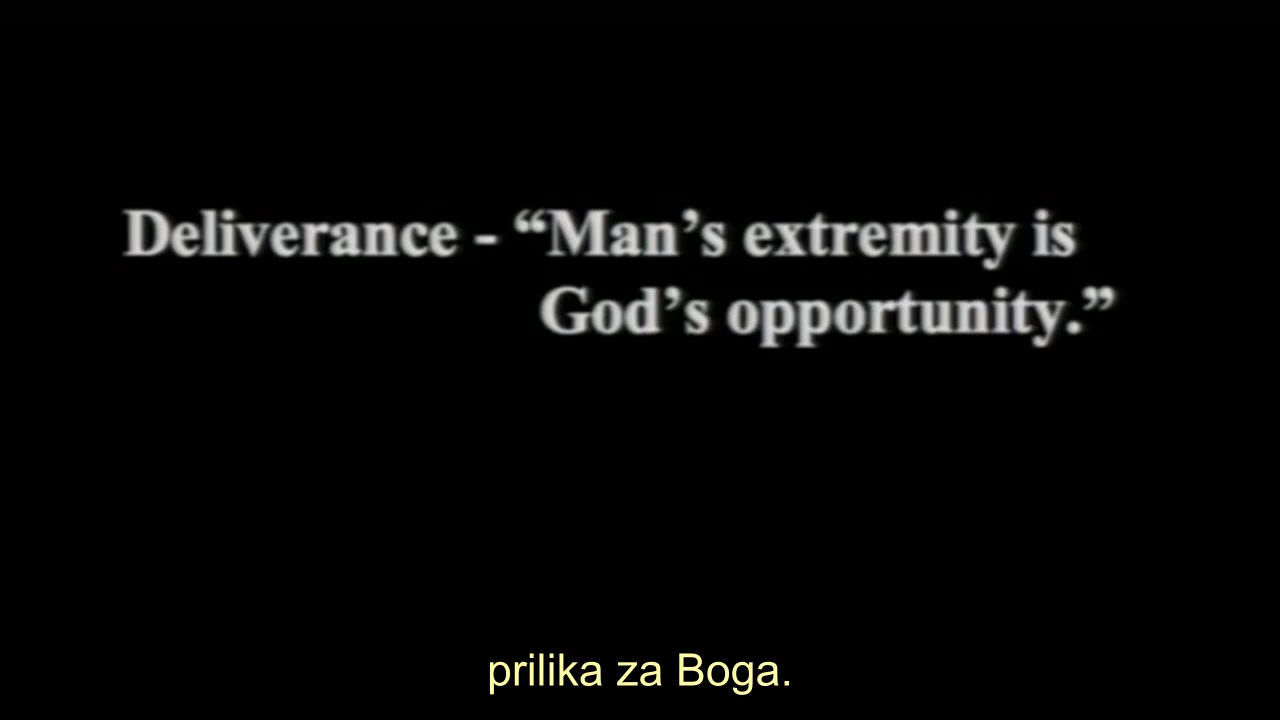 Deliverance - “Man’s extremity is
God’s opportunity.”
prilika za Boga.